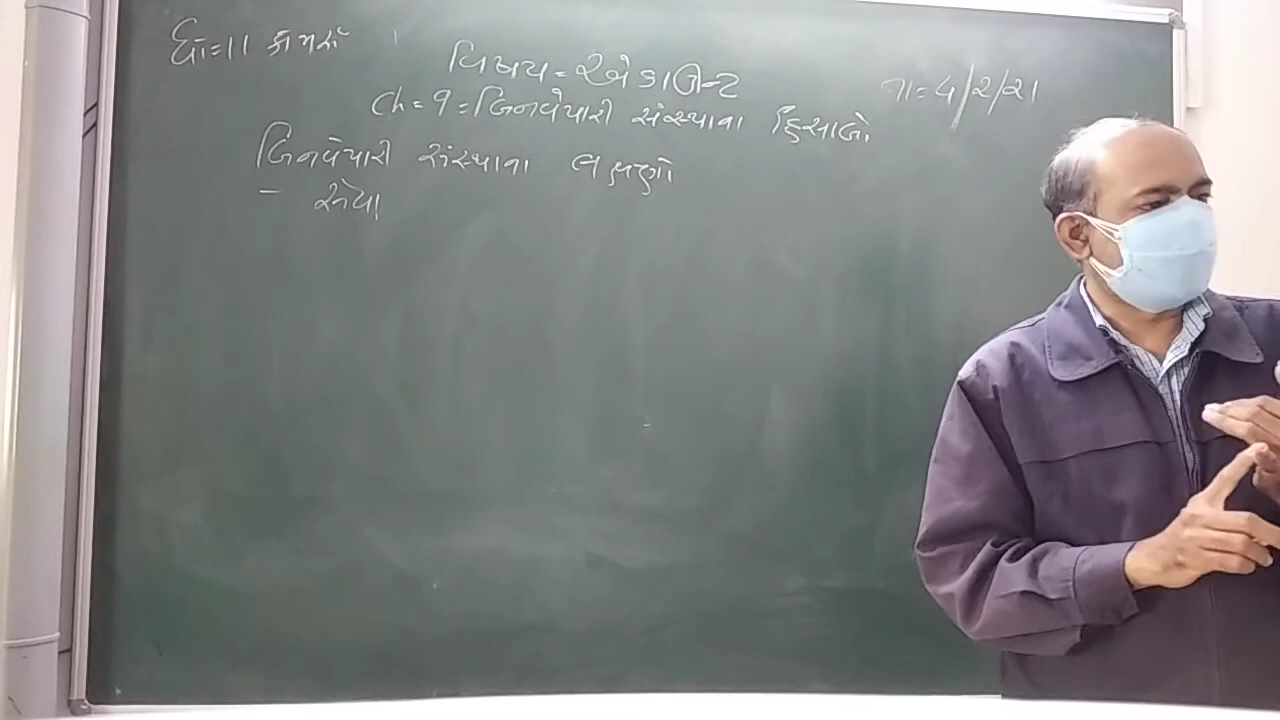 ધો=11 કોમર્સ
વિષય = એકાઉન્ટ
તા=4/2/21
Ch = 9 = બિનવેપારી સંસ્થાના હિસાબો
બિનવેપારી સંસ્થાના લક્ષણો
- સેવા